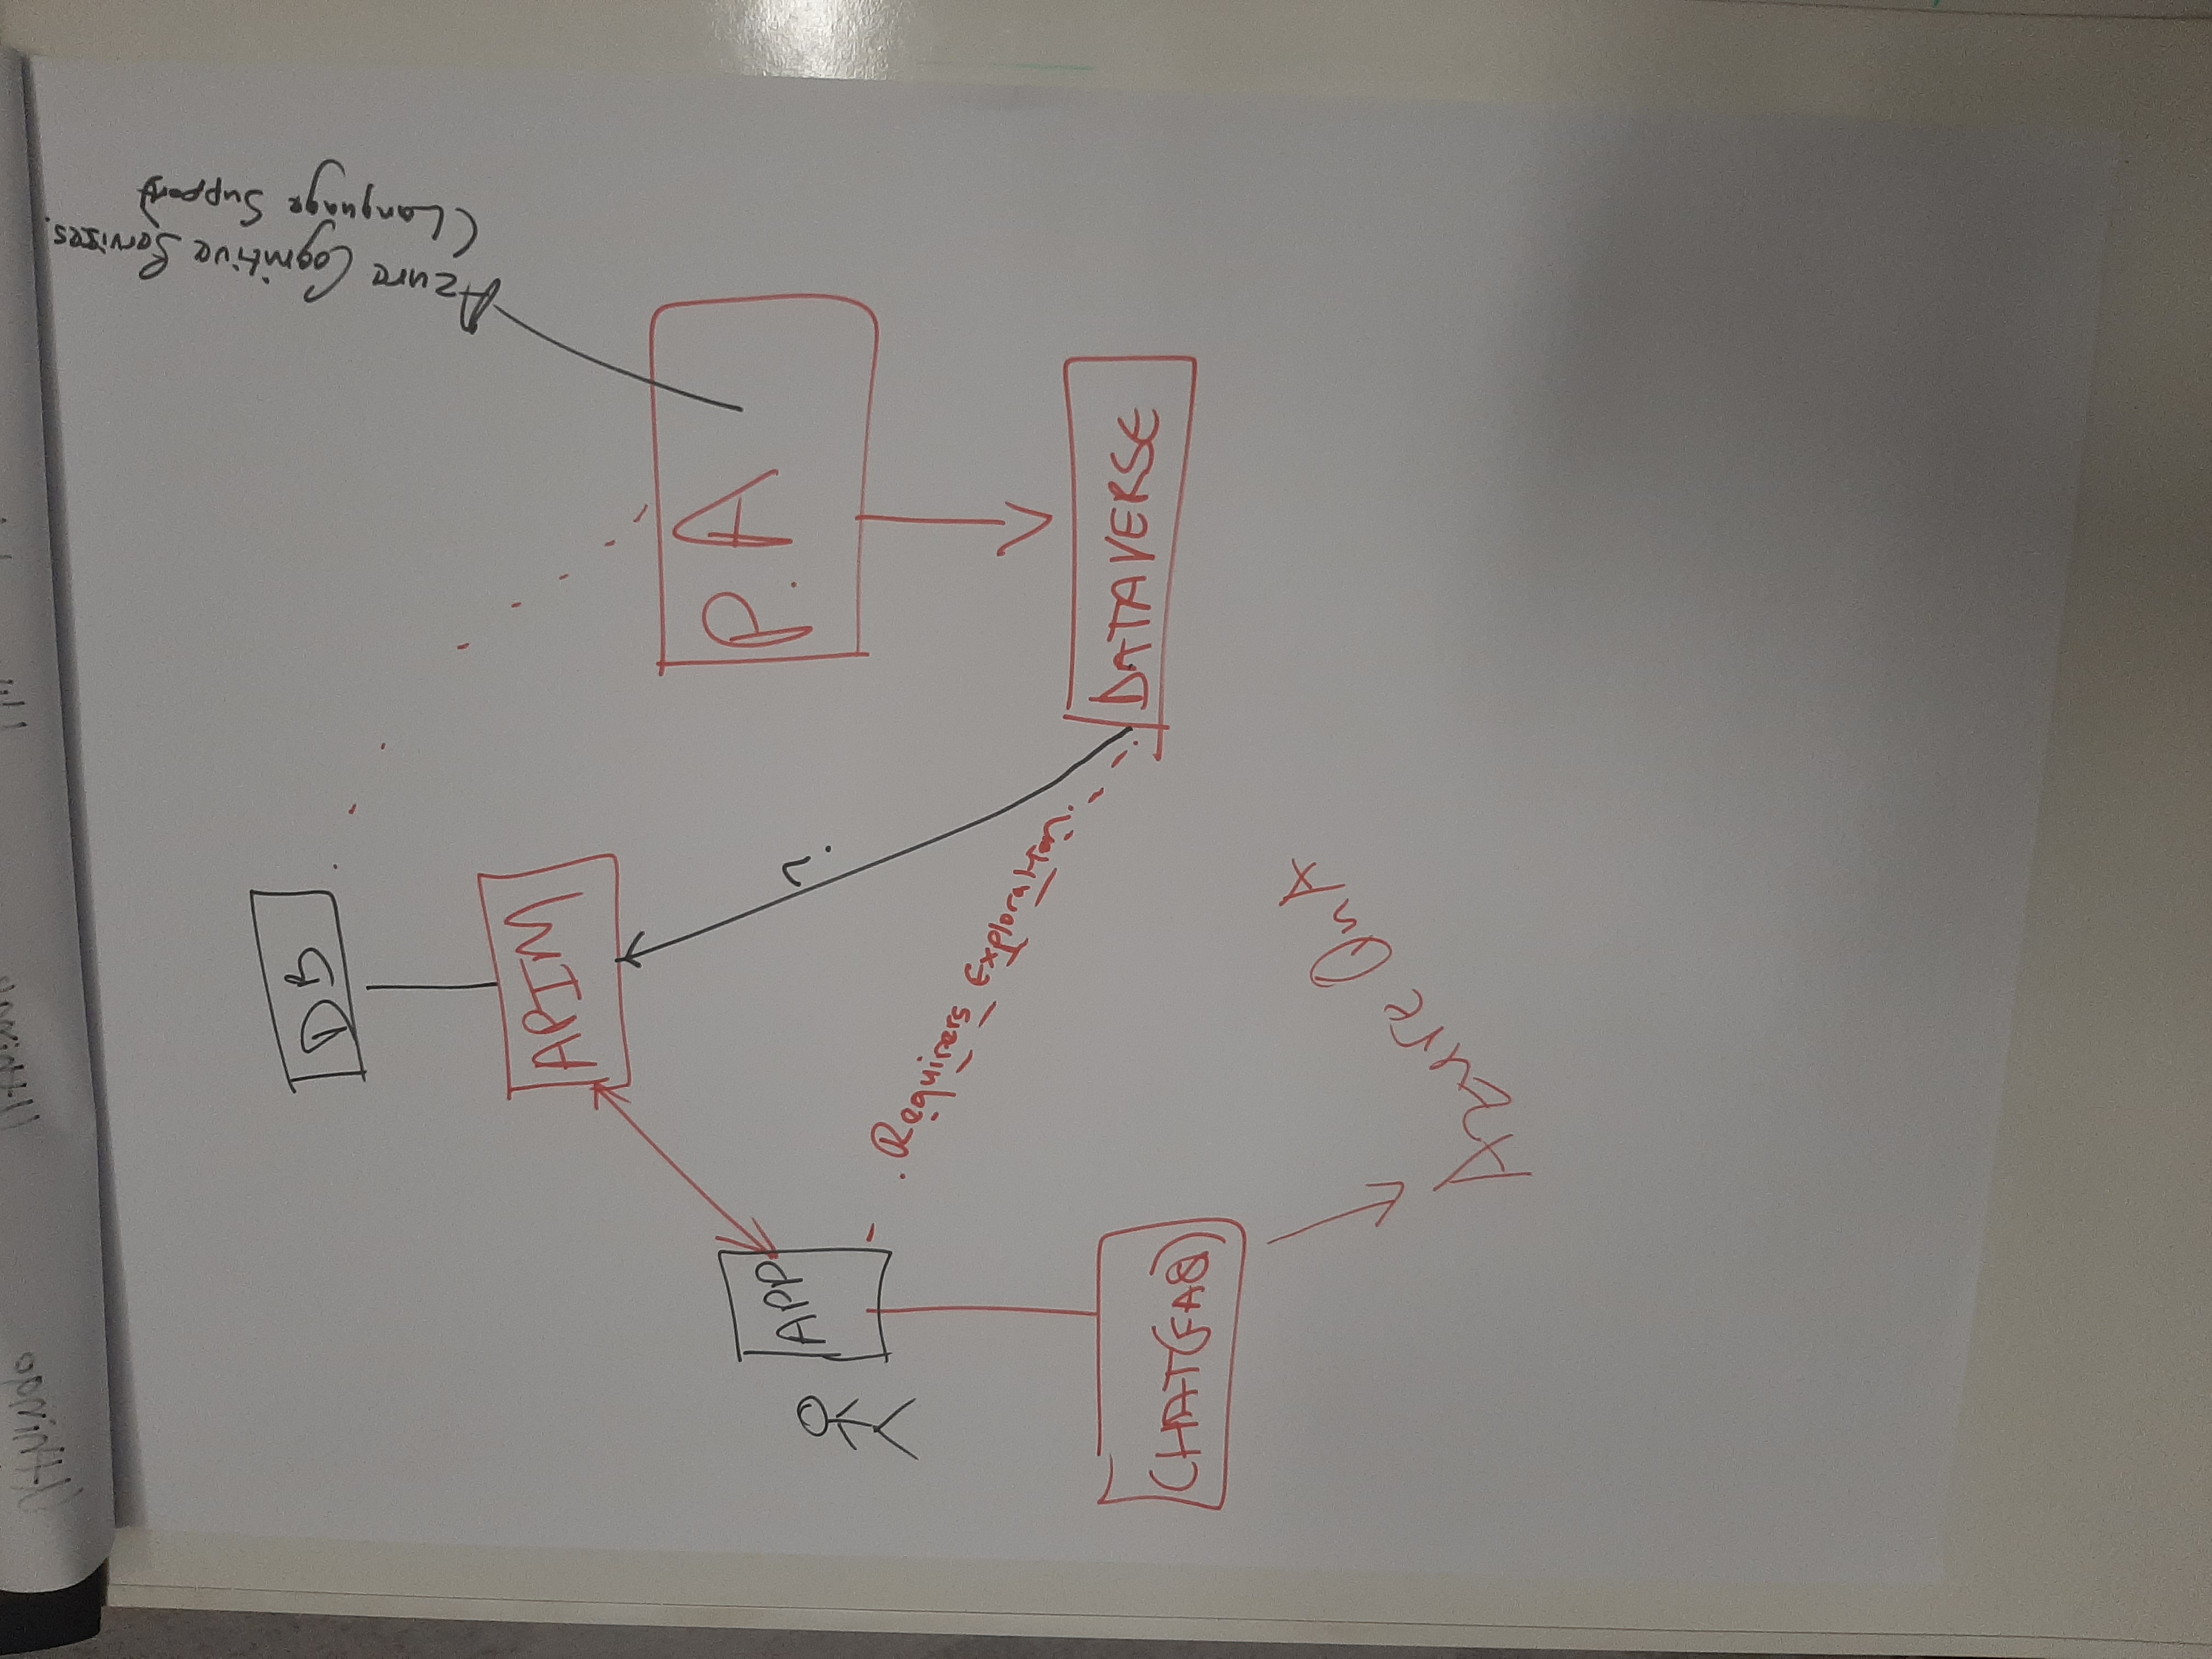 DB
Azure Cognitive Services.
(Language Support)
APIM
P.A
APP
?
Requirers Exploration.
DATAVERSE
CHAT(FAQ)
Azure QnA